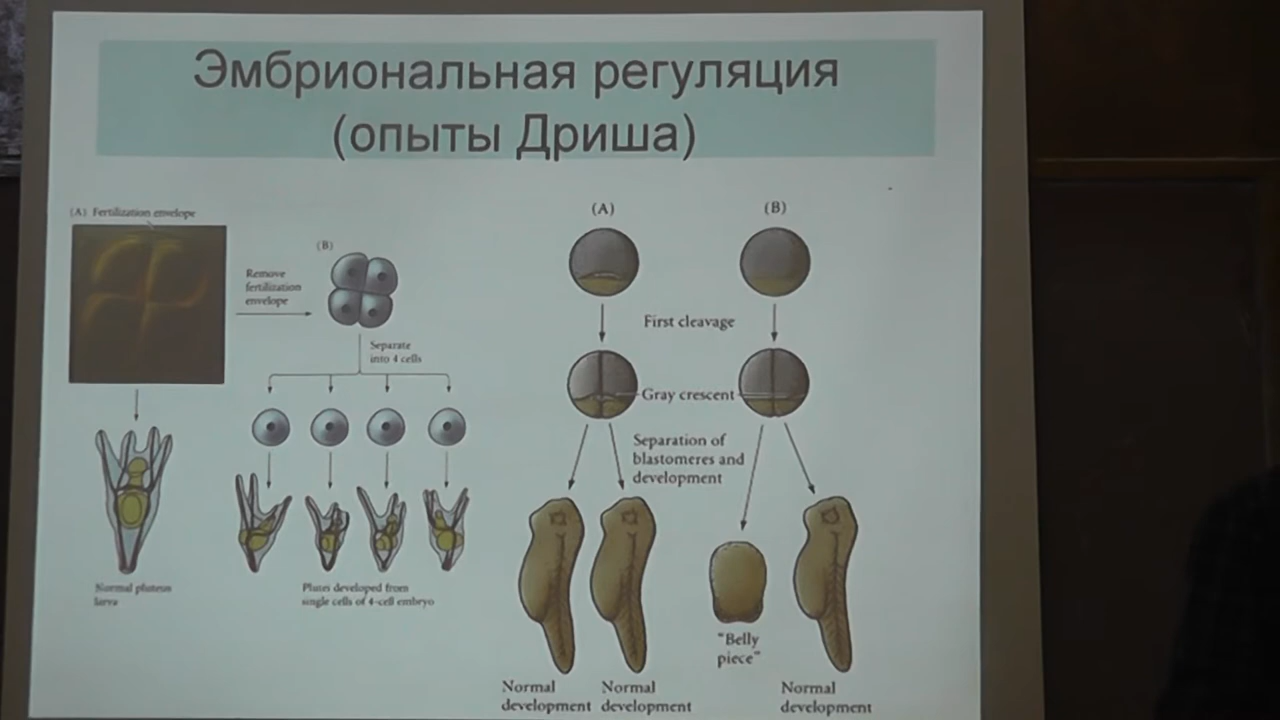 Эмбриональная регуляция
(опыты Дриша)
(A) Fertilization envelope
(B)
Remove
fertilization
envelope
Separate
into 4 cells
Normal pluteus
larva
Plutei developed from
single cells of 4-cell embryo
(A)
(B)
First cleavage
Gray crescent
Separation of
blastomeres and
development
"Belly
piece"
Normal
development
Normal
development
Normal
development